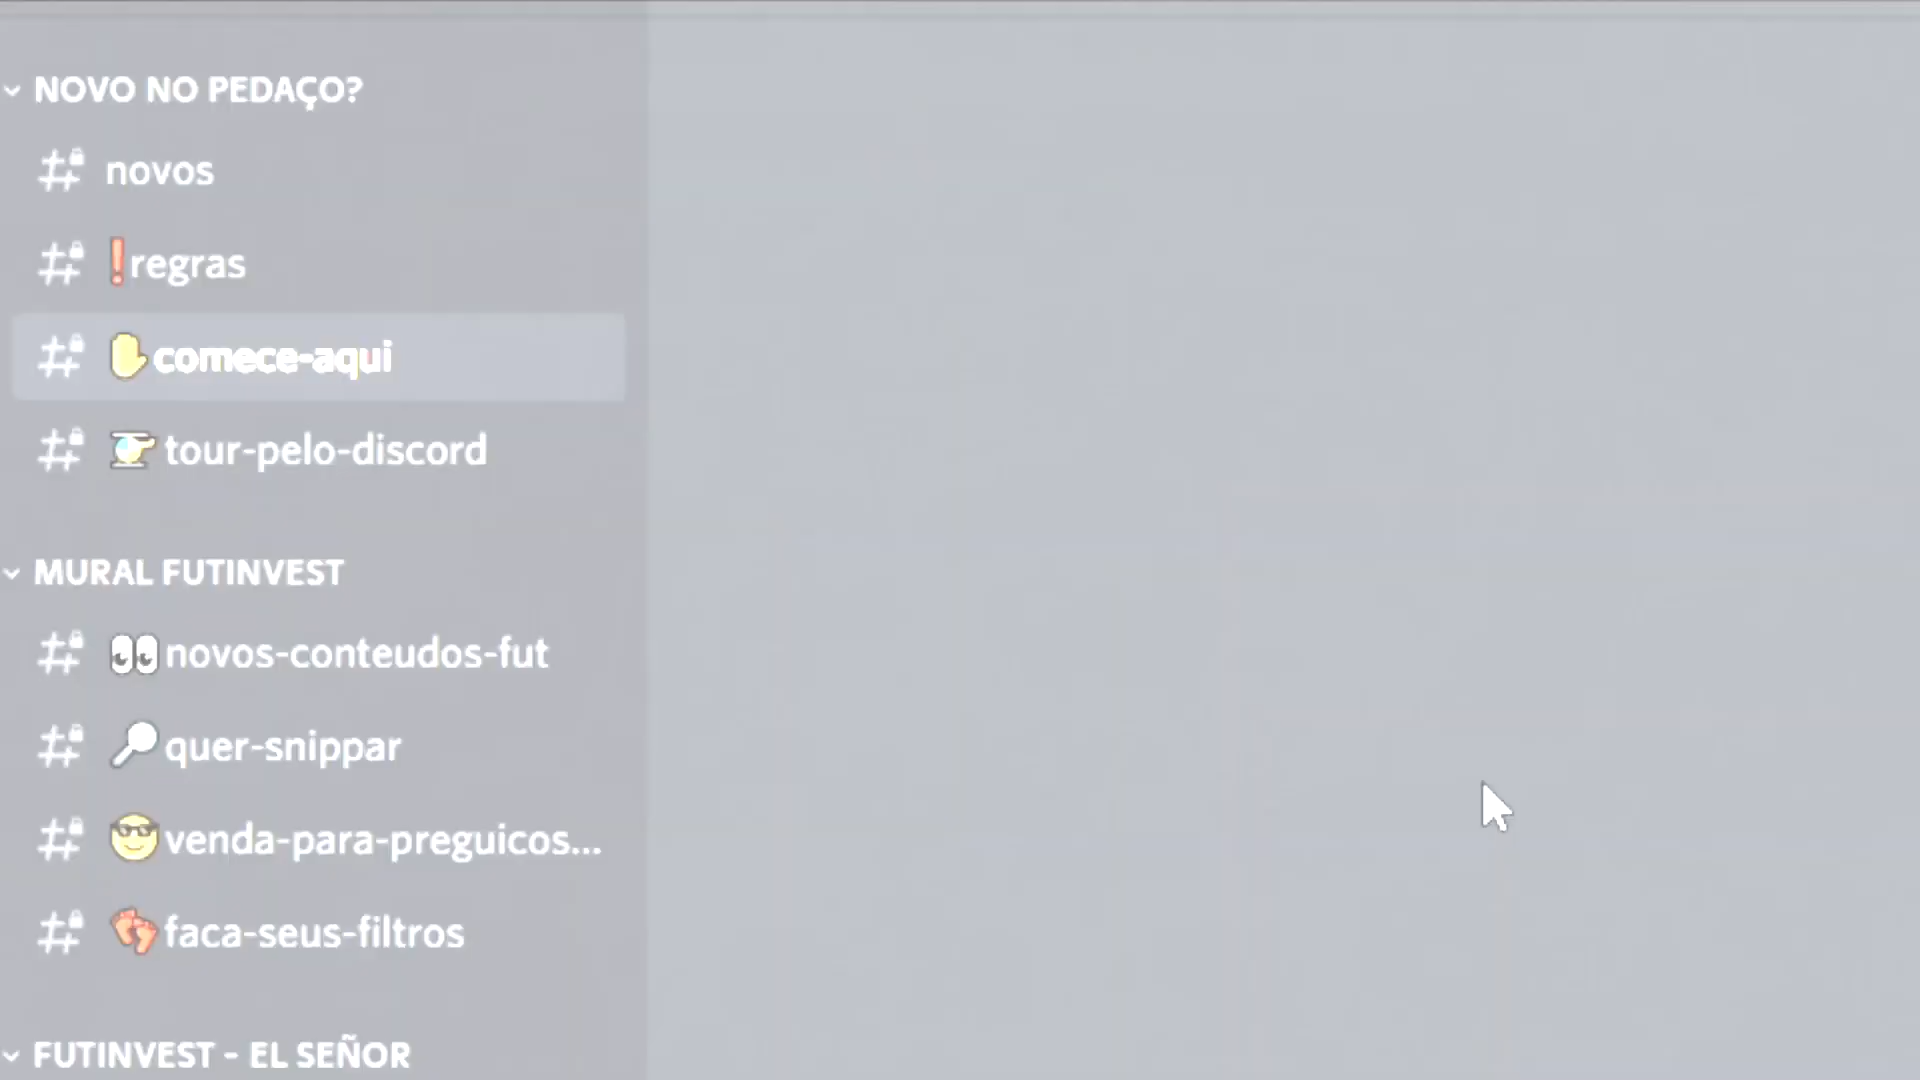 NOVO NO PEDAÇO?
novos
❗regras
✋comece-aqui
🚁tour-pelo-discord
MURAL FUTINVEST
👀novos-conteudos-fut
🔎quer-snippar
😎venda-para-preguicos...
👣faca-seus-filtros
FUTINVEST - EL SEÑOR